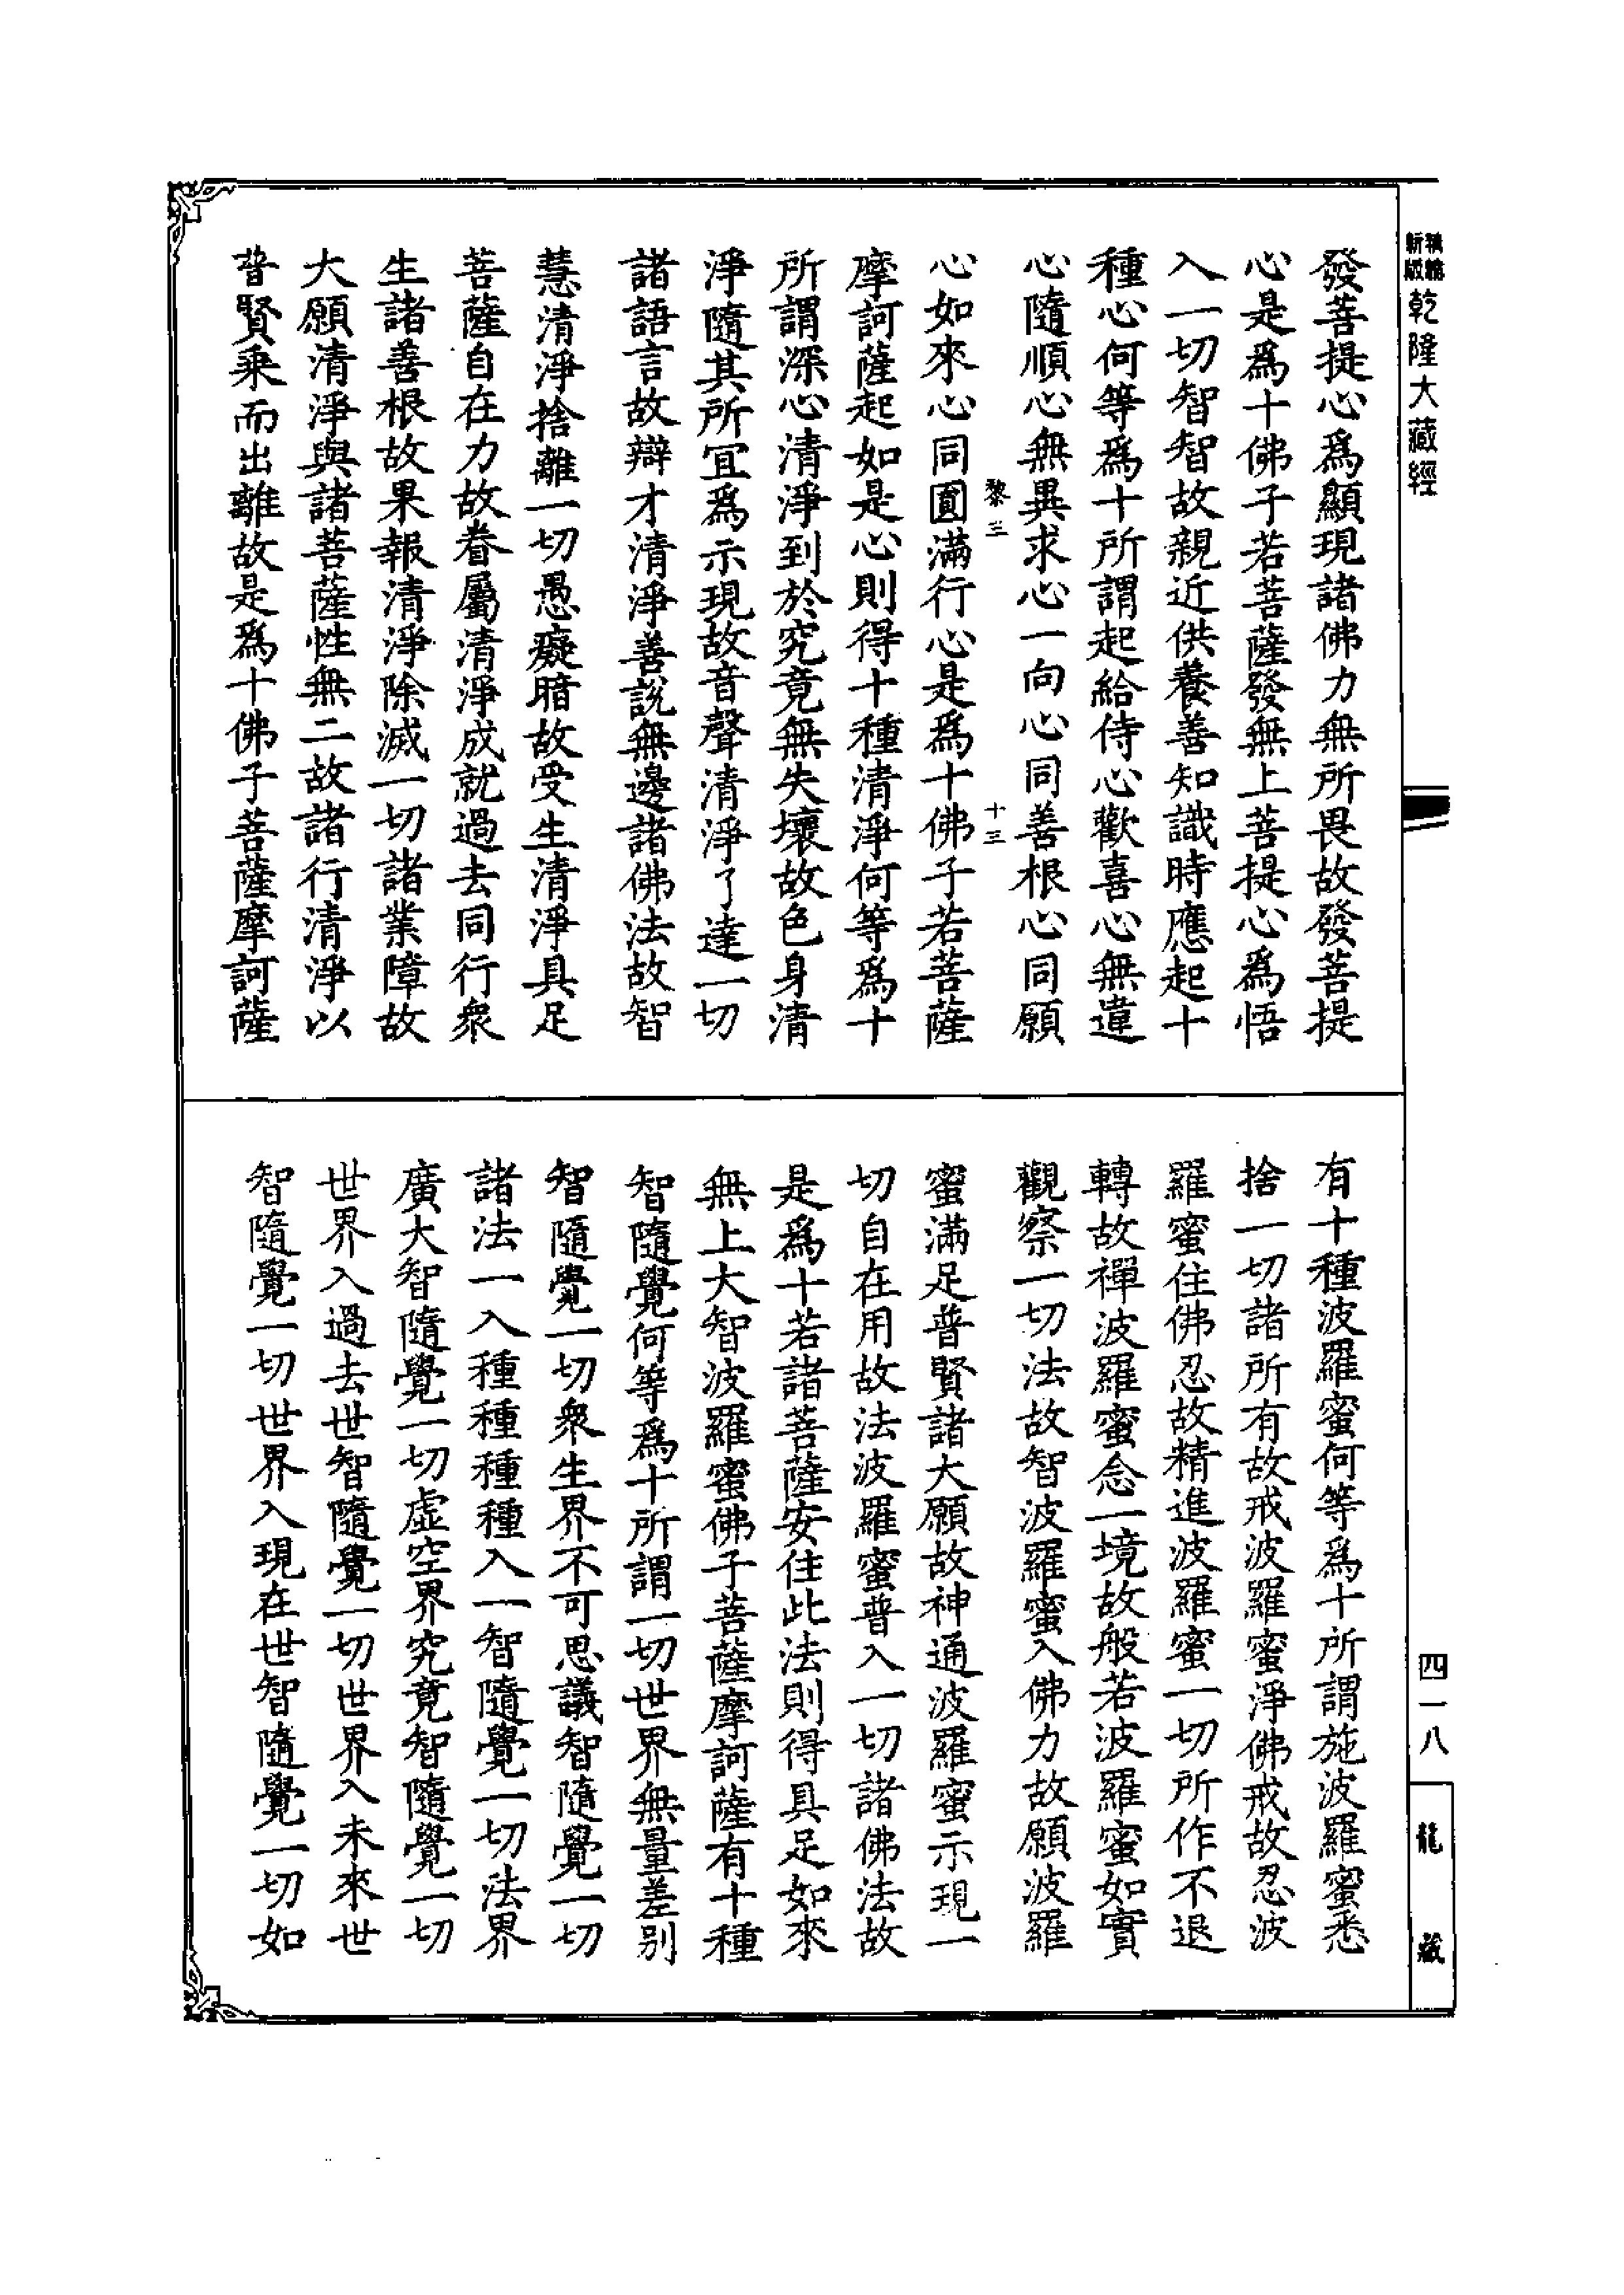 新版精縮
乾隆大藏經
四一八
龍藏
發菩提心爲顯現諸佛力無所畏故發菩提
心是爲十佛子若菩薩發無上菩提心爲悟
入一切智智故親近供養善知識時應起十
種心何等爲十所謂起給侍心歡喜心無違
心隨順心無異求心一向心同善根心同願
黎三
十三
心如來心同圓滿行心是爲十佛子若菩薩
摩訶薩起如是心則得十種清淨何等爲十
所謂深心清淨到於究竟無失壞故色身清
淨隨其所宜爲示現故音聲清淨了達一切
諸語言故辯才清淨善說無邊諸佛法故智
慧清淨捨離一切愚癡暗故受生清淨具足
菩薩自在力故眷屬清淨成就過去同行衆
生諸善根故果報清淨除滅一切諸業障故
大願清淨與諸菩薩性無二故諸行清淨以
普賢乘而出離故是爲十佛子菩薩摩訶薩
有十種波羅蜜何等爲十所謂施波羅蜜悉
捨一切諸所有故戒波羅蜜淨佛戒故忍波
羅蜜住佛忍故精進波羅蜜一切所作不退
轉故禪波羅蜜念一境故般若波羅蜜如實
觀察一切法故智波羅蜜入佛力故願波羅
蜜滿足普賢諸大願故神通波羅蜜示現一
切自在用故法波羅蜜普入一切諸佛法故
是爲十若諸菩薩安住此法則得具足如來
無上大智波羅蜜佛子菩薩摩訶薩有十種
智隨覺何等爲十所謂一切世界無量差別
智隨覺一切衆生界不可思議智隨覺一切
諸法一入種種種種入一智隨覺一切法界
廣大智隨覺一切虛空界究竟智隨覺一切
世界入過去世智隨覺一切世界入未來世
智隨覺一切世界入現在世智隨覺一切如